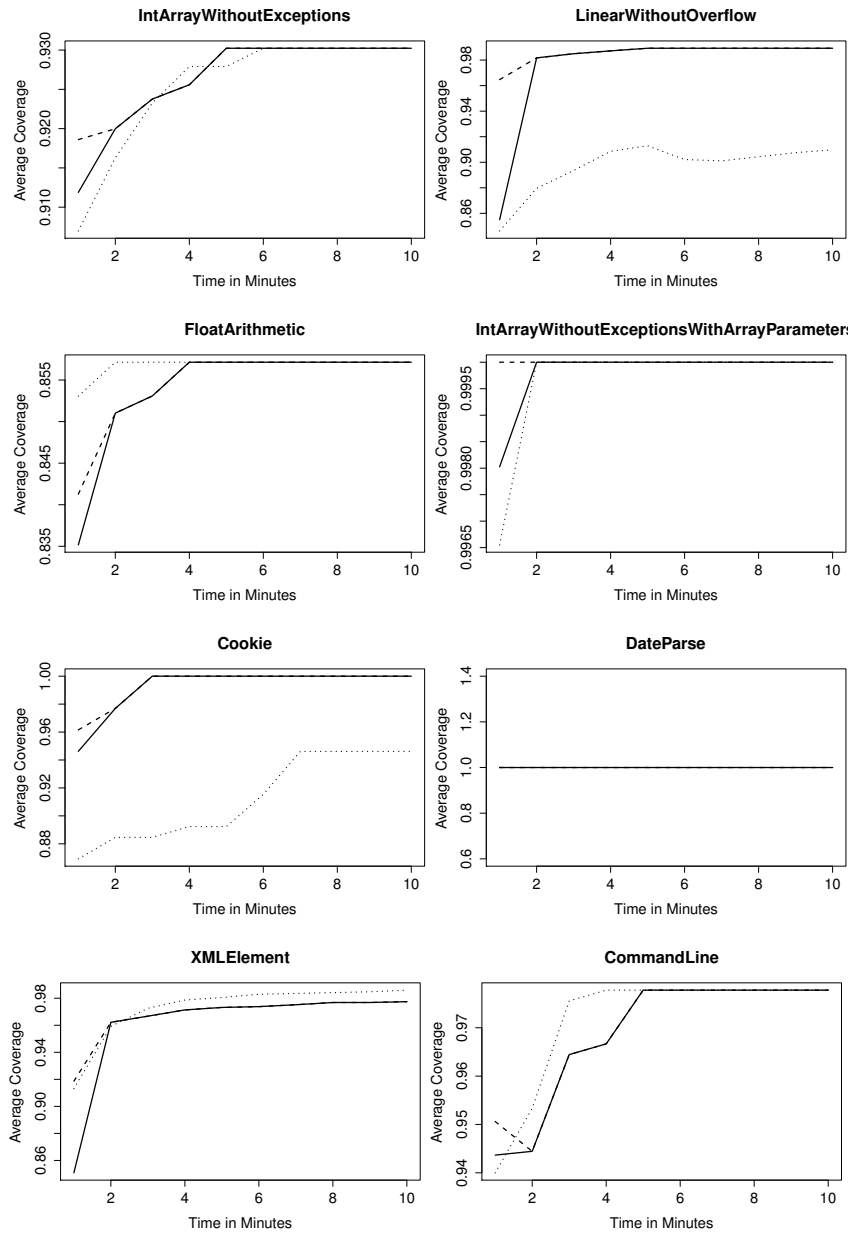 IntArrayWithoutExceptions
Average Coverage
0.910
0.920
0.930
2
4
6
8
10
Time in Minutes
LinearWithoutOverflow
Average Coverage
0.86
0.90
0.94
0.98
2
4
6
8
10
Time in Minutes
FloatArithmetic
Average Coverage
0.835
0.845
0.855
2
4
6
8
10
Time in Minutes
IntArrayWithoutExceptionsWithArrayParameters
Average Coverage
0.9965
0.9980
0.9995
2
4
6
8
10
Time in Minutes
Cookie
Average Coverage
0.88
0.92
0.96
1.00
2
4
6
8
10
Time in Minutes
DateParse
Average Coverage
0.6
0.8
1.0
1.2
1.4
2
4
6
8
10
Time in Minutes
XMLElement
Average Coverage
0.86
0.90
0.94
0.98
2
4
6
8
10
Time in Minutes
CommandLine
Average Coverage
0.94
0.95
0.96
0.97
2
4
6
8
10
Time in Minutes